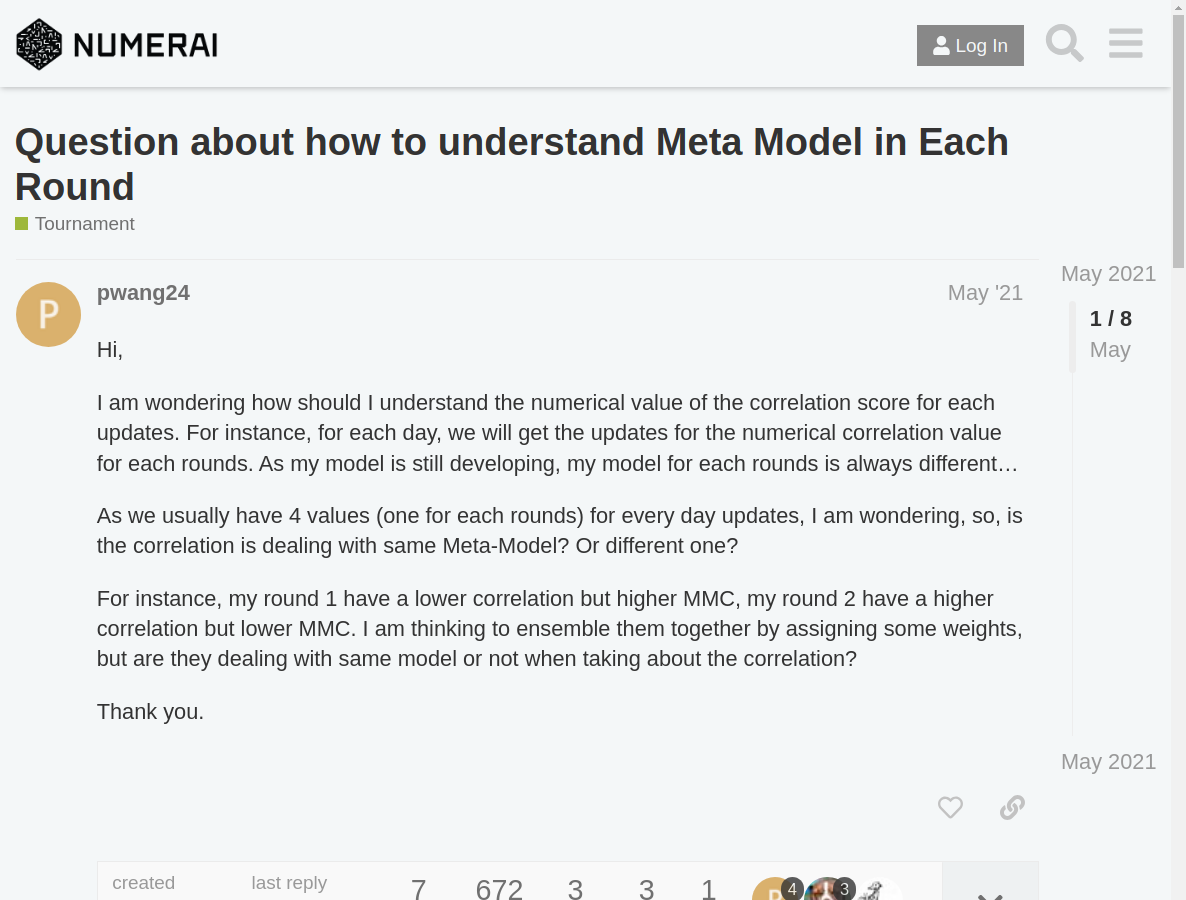 NUMERAI
Log In
Question about how to understand Meta Model in Each
Round
Tournament
pwang24
May '21
Hi,
I am wondering how should I understand the numerical value of the correlation score for each
updates. For instance, for each day, we will get the updates for the numerical correlation value
for each rounds. As my model is still developing, my model for each rounds is always different…
As we usually have 4 values (one for each rounds) for every day updates, I am wondering, so, is
the correlation is dealing with same Meta-Model? Or different one?
For instance, my round 1 have a lower correlation but higher MMC, my round 2 have a higher
correlation but lower MMC. I am thinking to ensemble them together by assigning some weights,
but are they dealing with same model or not when taking about the correlation?
Thank you.
May 2021
1 / 8
May
May 2021
created
last reply
7
672
3
3
1
4
3